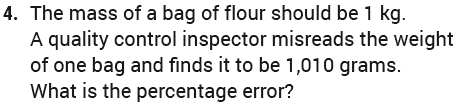 4. The mass of a bag of flour should be 1 kg.
A quality control inspector misreads the weight
of one bag and finds it to be 1,010 grams.
What is the percentage error?